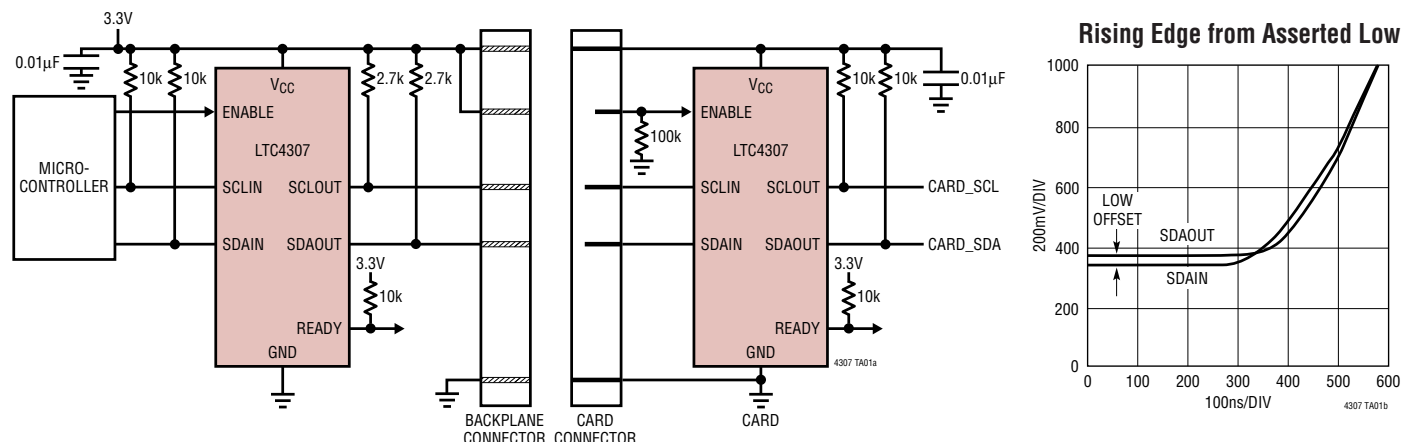 3.3V
0.01µF
10k
10k
2.7k
2.7k
VCC
ENABLE
LTC4307
MICRO-
CONTROLLER
SCLIN
SCLOUT
SDAIN
SDAOUT
3.3V
10k
READY
GND
BACKPLANE
CONNECTOR
CARD
CONNECTOR
100k
VCC
ENABLE
LTC4307
SCLIN
SCLOUT
SDAIN
SDAOUT
10k
10k
0.01µF
CARD_SCL
CARD_SDA
3.3V
10k
READY
GND
4307 TA01a
CARD
Rising Edge from Asserted Low
1000
800
600
400
200
0
200mV/DIV
LOW
OFFSET
SDAOUT
SDAIN
0
100
200
300
400
500
600
100ns/DIV
4307 TA01b